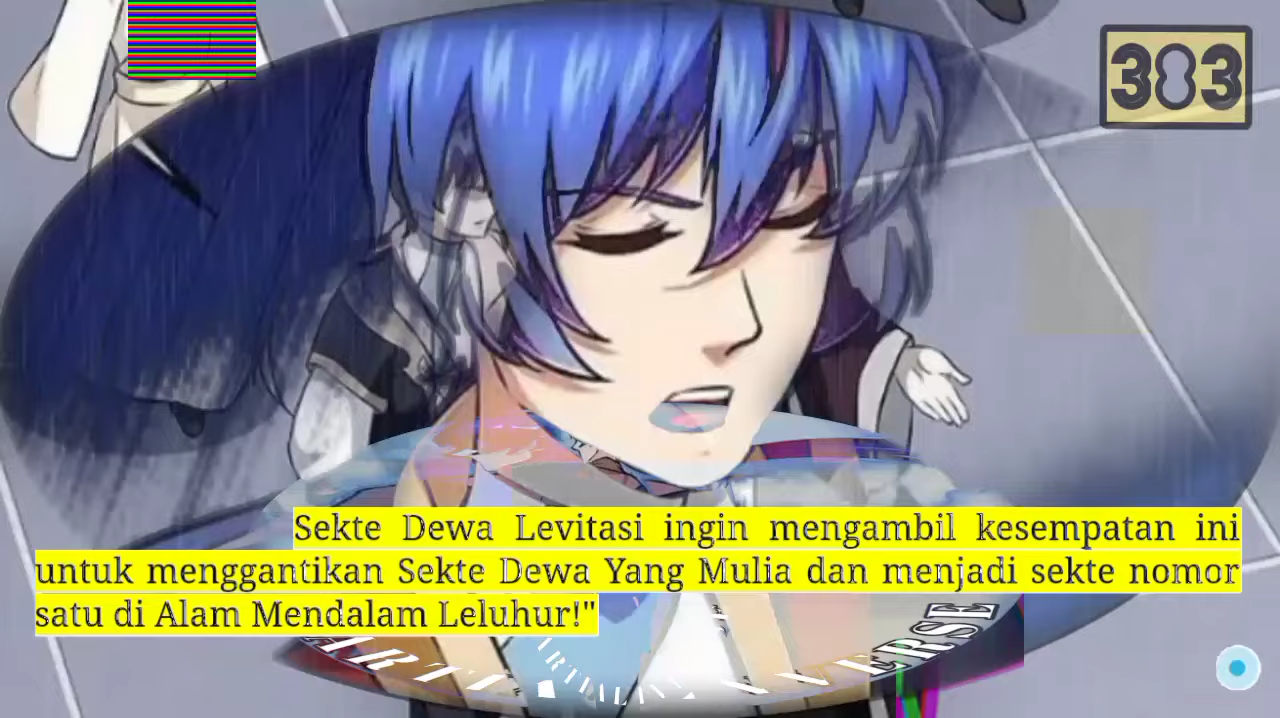 383
Sekte Dewa Levitasi ingin mengambil kesempatan ini
untuk menggantikan Sekte Dewa Yang Mulia dan menjadi sekte nomor
satu di Alam Mendalam Leluhur!"